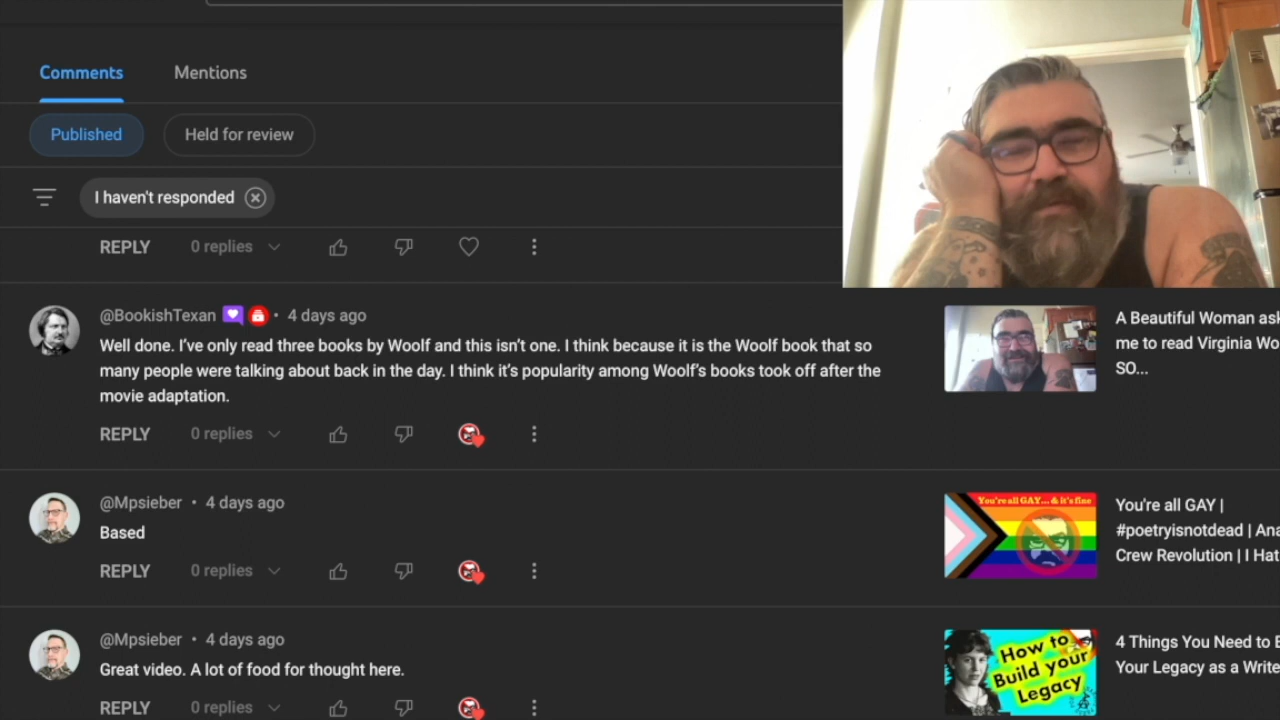 Comments
Mentions
Published
Held for review
I haven't responded
REPLY 0 replies
@BookishTexan • 4 days ago
Well done. I've only read three books by Woolf and this isn't one. I think because it is the Woolf book that so
many people were talking about back in the day. I think it's popularity among Woolf's books took off after the
movie adaptation.
REPLY 0 replies
A Beautiful Woman ask
me to read Virginia Wo
SO...
@Mpsieber • 4 days ago
Based
REPLY 0 replies
You're all GAY... & it's fine
You're all GAY |
#poetryisnotdead | Ana
Crew Revolution | I Hat
@Mpsieber • 4 days ago
Great video. A lot of food for thought here.
REPLY 0 replies
How to
Build your
Legacy
4 Things You Need to B
Your Legacy as a Write